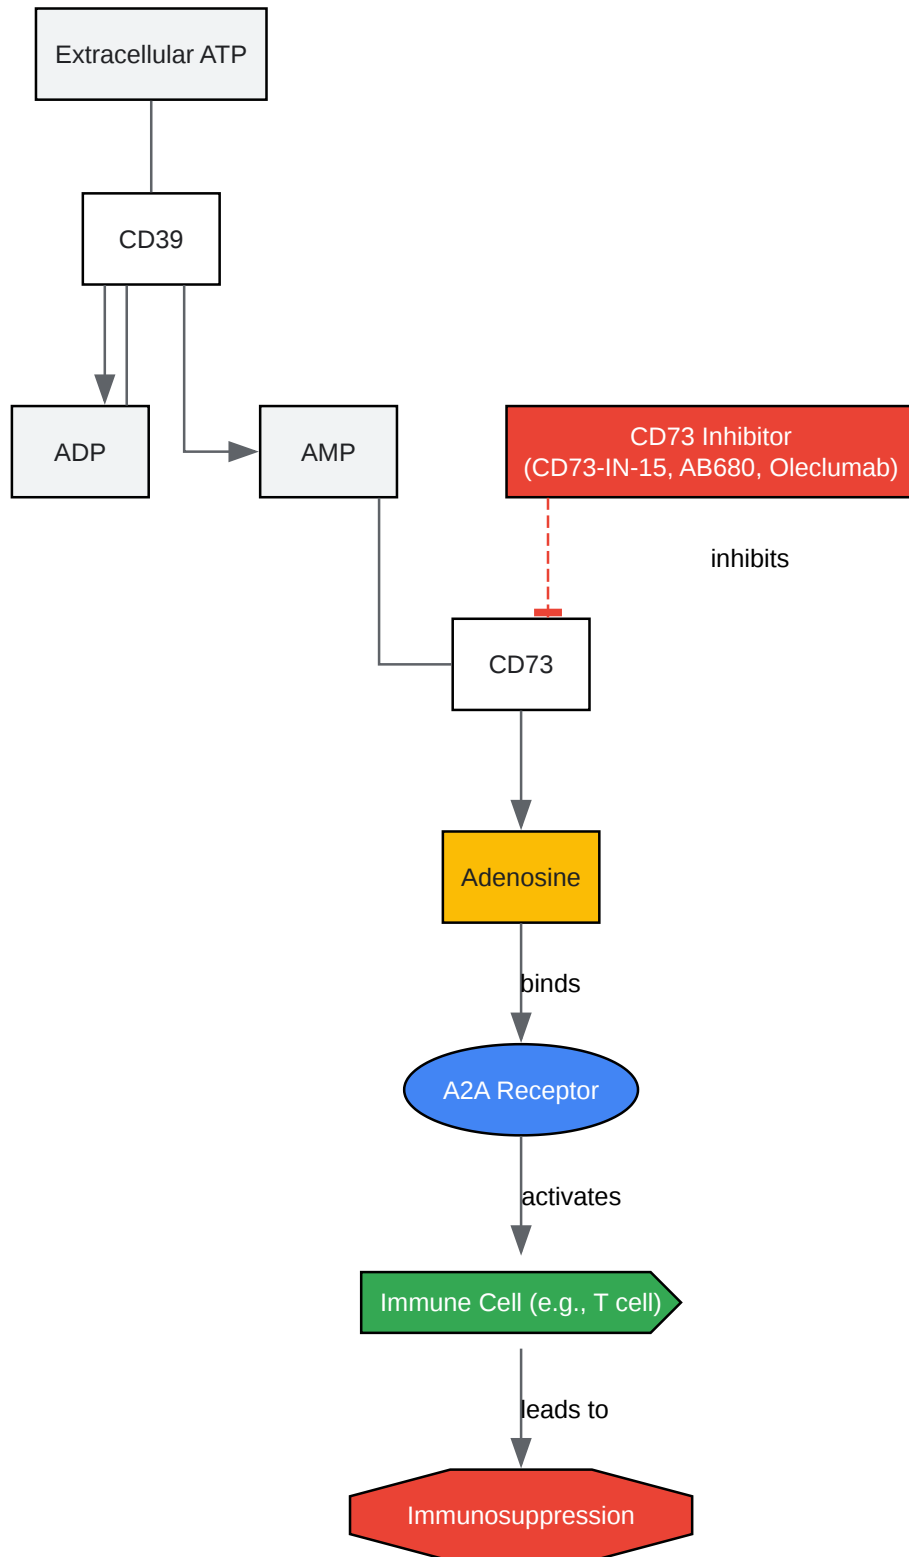 Extracellular ATP
CD39
ADP
AMP
CD73 Inhibitor
(CD73-IN-15, AB680, Oleclumab)
inhibits
CD73
Adenosine
binds
A2A Receptor
activates
Immune Cell (e.g., T cell)
leads to
Immunosuppression